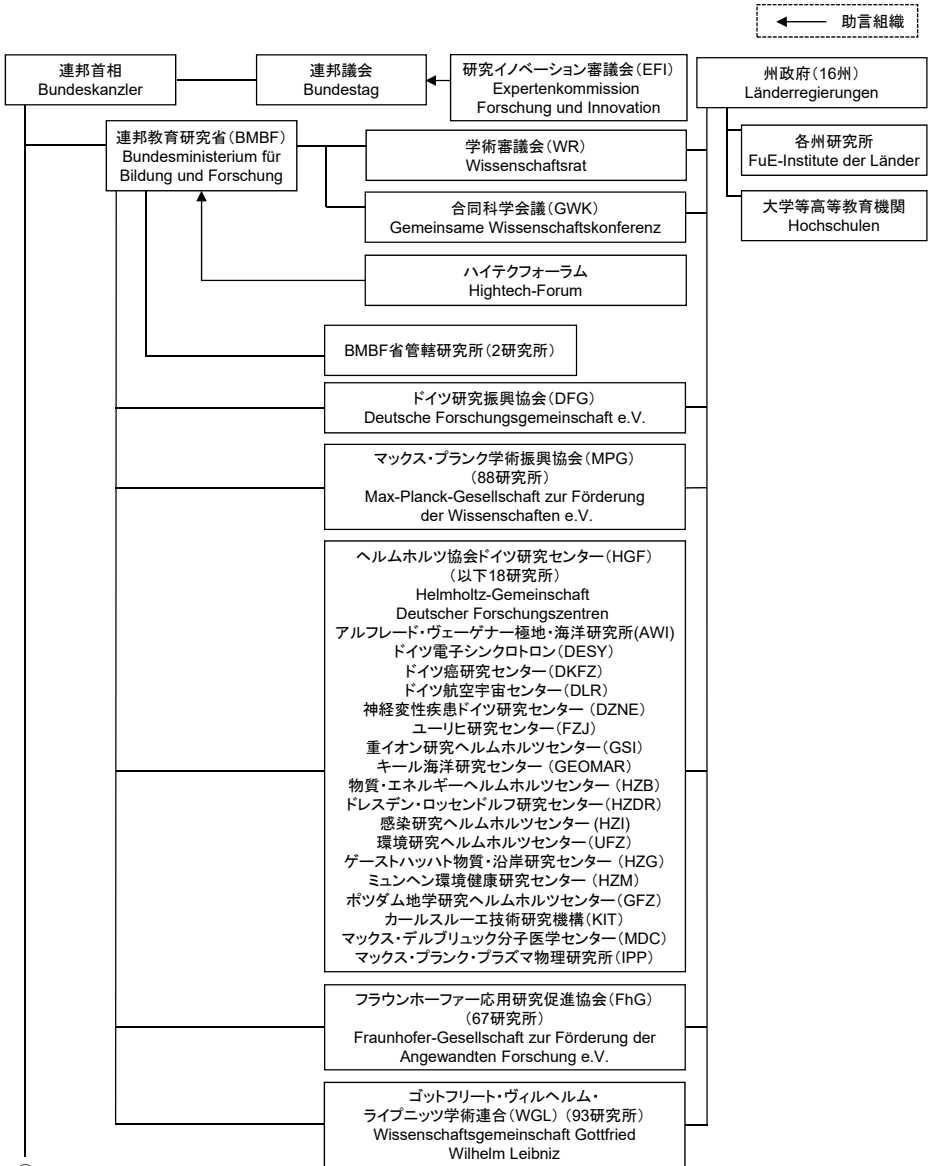 助言組織
連邦首相
Bundeskanzler
連邦議会
Bundestag
研究イノベーション審議会(EFI)
Expertenkommission
Forschung und Innovation
州政府(16州)
Länderregierungen
連邦教育研究省(BMBF)
Bundesministerium für
Bildung und Forschung
学術審議会(WR)
Wissenschaftsrat
各州研究所
FuE-Institute der Länder
合同科学会議(GWK)
Gemeinsame Wissenschaftskonferenz
大学等高等教育機関
Hochschulen
ハイテクフォーラム
Hightech-Forum
BMBF省管轄研究所(2研究所)
ドイツ研究振興協会(DFG)
Deutsche Forschungsgemeinschaft e.V.
マックス・プランク学術振興協会(MPG)
(88研究所)
Max-Planck-Gesellschaft zur Förderung
der Wissenschaften e.V.
ヘルムホルツ協会ドイツ研究センター(HGF)
(以下18研究所)
Helmholtz-Gemeinschaft
Deutscher Forschungszentren
アルフレード・ヴェーゲナー極地・海洋研究所(AWI)
ドイツ電子シンクロトロン(DESY)
ドイツ癌研究センター(DKFZ)
ドイツ航空宇宙センター(DLR)
神経変性疾患ドイツ研究センター (DZNE)
ユーリヒ研究センター(FZJ)
重イオン研究ヘルムホルツセンター(GSI)
キール海洋研究センター (GEOMAR)
物質・エネルギーヘルムホルツセンター (HZB)
ドレスデン・ロッセンドルフ研究センター(HZDR)
感染研究ヘルムホルツセンター (HZI)
環境研究ヘルムホルツセンター(UFZ)
ゲーストハッハト物質・沿岸研究センター (HZG)
ミュンヘン環境健康研究センター (HZM)
ポツダム地学研究ヘルムホルツセンター(GFZ)
カールスルーエ技術研究機構(KIT)
マックス・デルブリュック分子医学センター(MDC)
マックス・プランク・プラズマ物理研究所(IPP)
フラウンホーファー応用研究促進協会(FhG)
(67研究所)
Fraunhofer-Gesellschaft zur Förderung der
Angewandten Forschung e.V.
ゴットフリート・ヴィルヘルム・
ライプニッツ学術連合(WGL) (93研究所)
Wissenschaftsgemeinschaft Gottfried
Wilhelm Leibniz